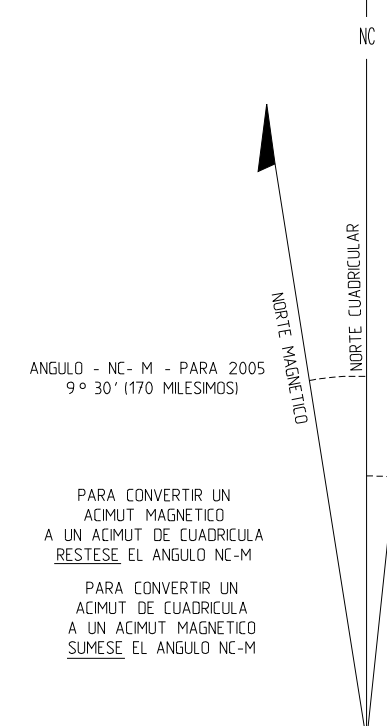 NC
NORTE CUADRICULAR
NORTE MAGNETICO
ANGULO - NC- M - PARA 2005
9° 30' (170 MILESIMOS)
PARA CONVERTIR UN
ACIMUT MAGNETICO
A UN ACIMUT DE CUADRICULA
RESTESE EL ANGULO NC-M
PARA CONVERTIR UN
ACIMUT DE CUADRICULA
A UN ACIMUT MAGNETICO
SUMESE EL ANGULO NC-M